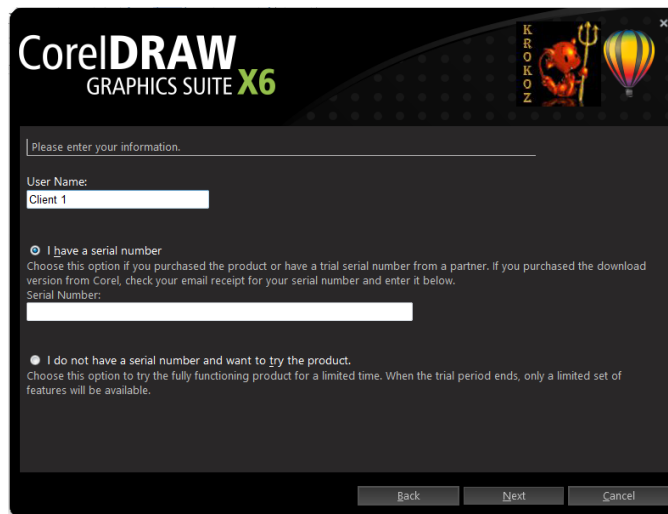 CorelDRAW
GRAPHICS SUITE X6
KROKOZ
×
Please enter your information.
User Name:
Client 1
I have a serial number
Choose this option if you purchased the product or have a trial serial number from a partner. If you purchased the download
version from Corel, check your email receipt for your serial number and enter it below.
Serial Number:
I do not have a serial number and want to try the product.
Choose this option to try the fully functioning product for a limited time. When the trial period ends, only a limited set of
features will be available.
Back Next Cancel